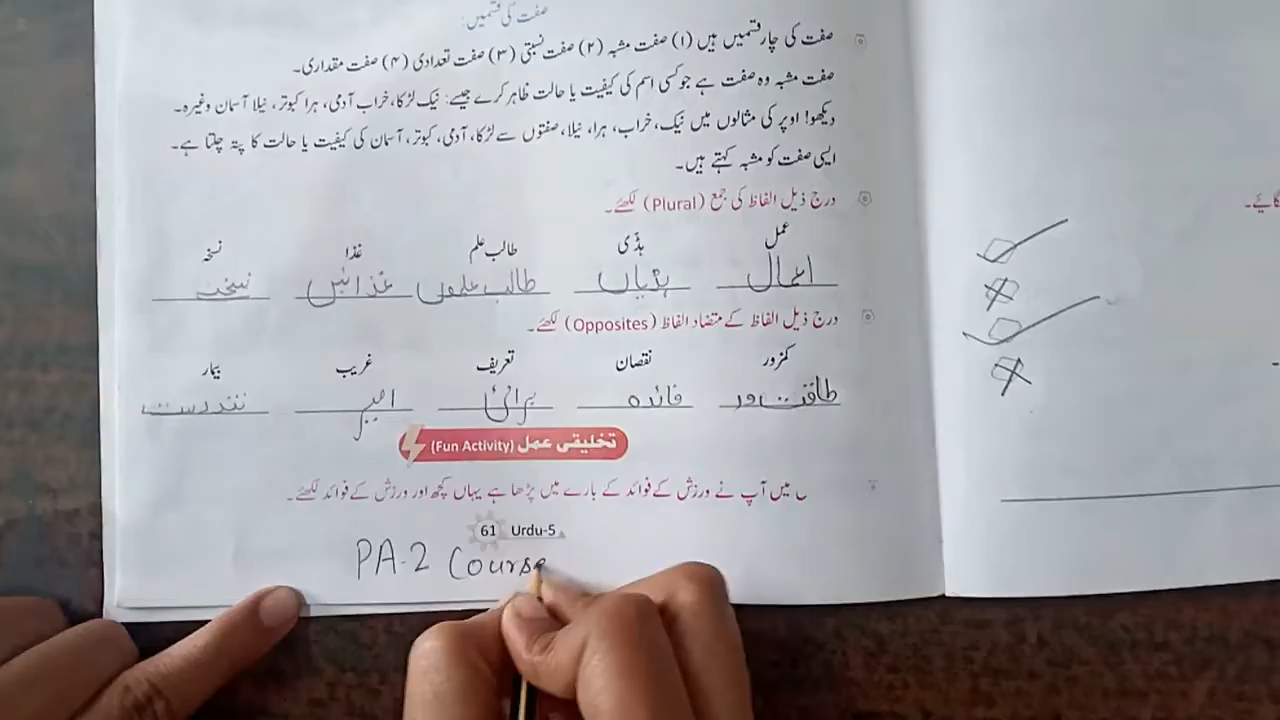 صفت کی قسمیں:
صفت کی چار قسمیں ہیں (۱) صفت مشبہ (۲) صفت نسبتی (۳) صفت تعدادی (۴) صفت مقداری۔
صفت مشبہ وہ صفت ہے جو کسی اسم کی کیفیت یا حالت ظاہر کرے جیسے: نیک لڑکا، خراب آدمی، ہرا کبوتر، نیلا آسمان وغیرہ۔
دیکھو! اوپر کی مثالوں میں نیک، خراب، ہرا، نیلا، صفتوں سے لڑکا، آدمی، کبوتر، آسمان کی کیفیت یا حالت کا پتہ چلتا ہے۔
ایسی صفت کو مشبہ کہتے ہیں۔
درج ذیل الفاظ کی جمع (Plural) لکھئے۔
عمل ہڈی طالب علم غذا نسخہ
ہڈیاں طالب علموں غذائیں
درج ذیل الفاظ کے متضاد الفاظ (Opposites) لکھئے۔
کمزور نقصان تعریف غریب بیمار
طاقت ور فائدہ برائی امیر تندرست
تخلیقی عمل (Fun Activity)
میں آپ نے ورزش کے فوائد کے بارے میں پڑھا ہے یہاں کچھ اور ورزش کے فوائد لکھئے۔
61 Urdu-5
PA-2 Course